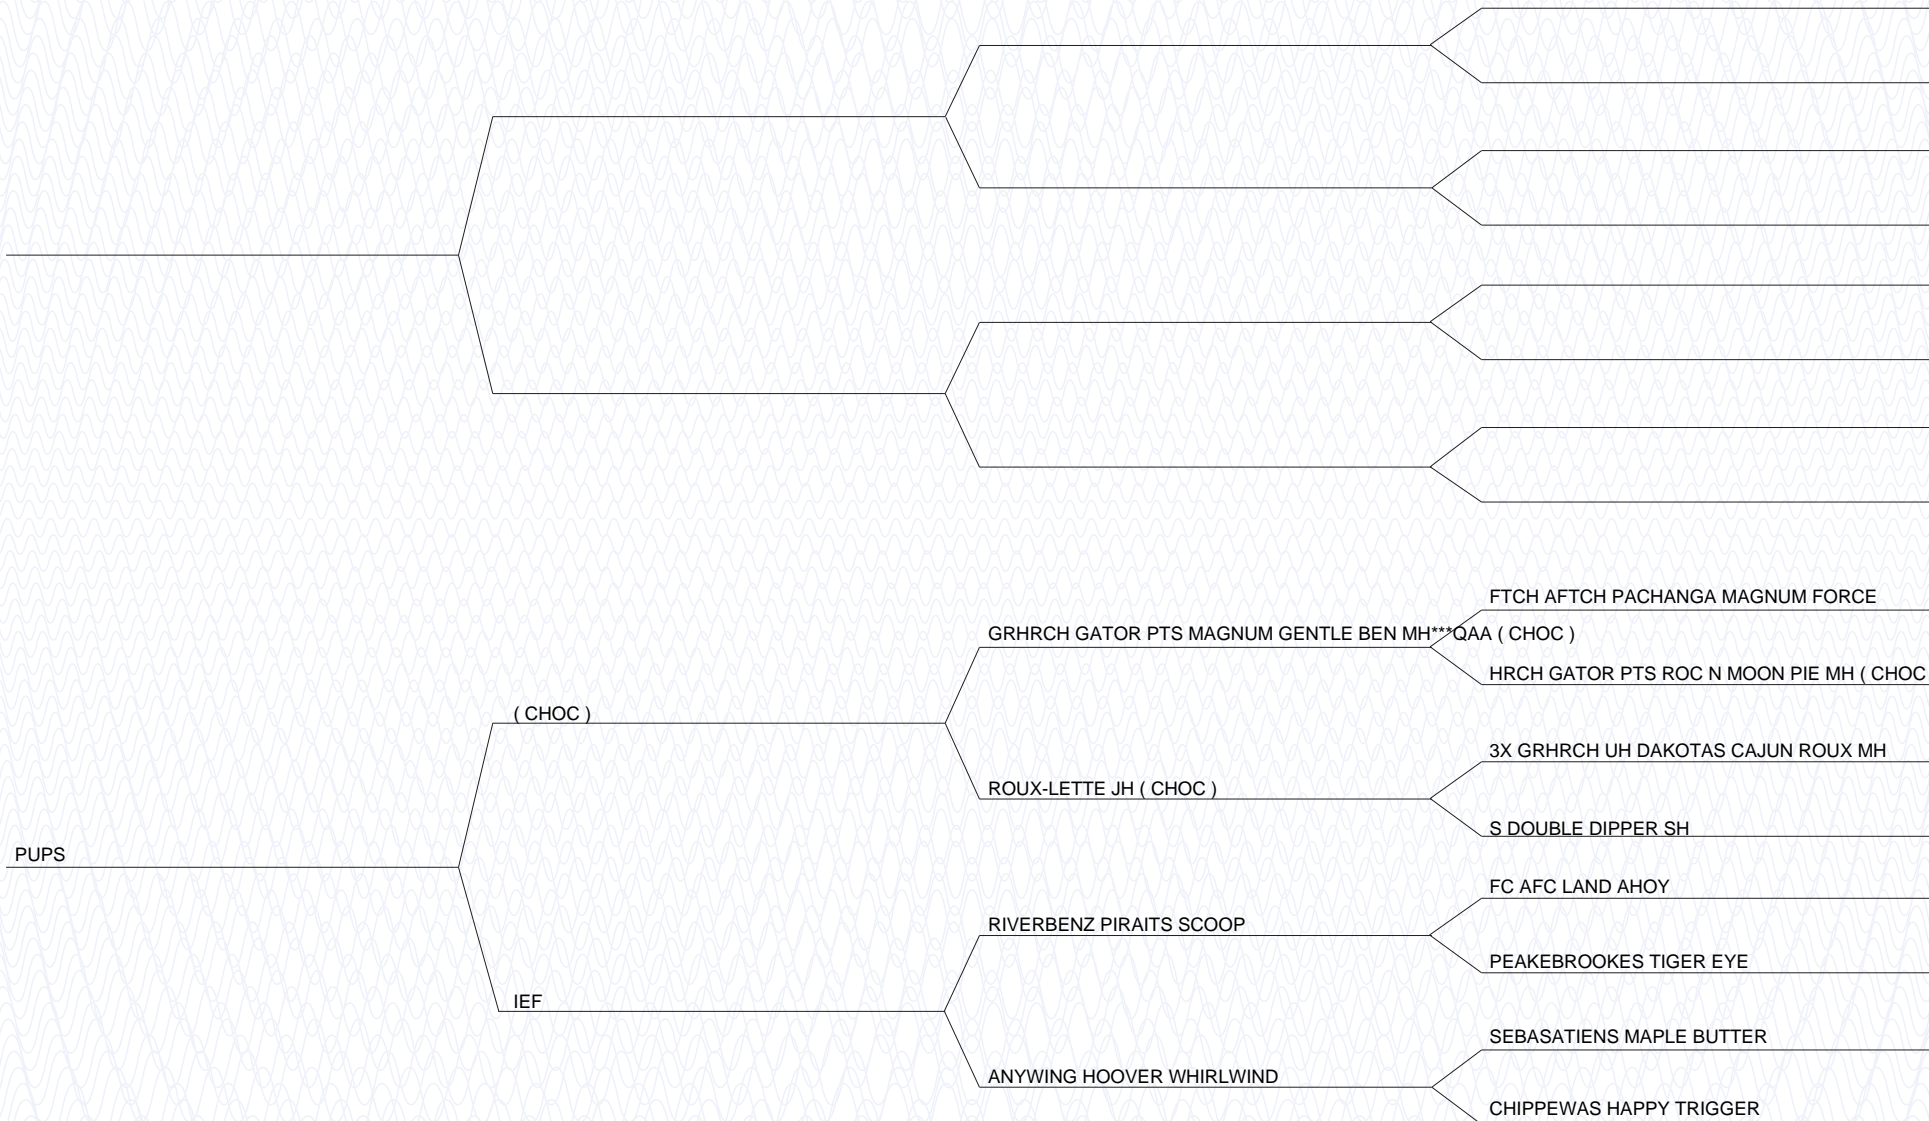 FTCH AFTCH PACHANGA MAGNUM FORCE
GRHRCH GATOR PTS MAGNUM GENTLE BEN MH***QAA ( CHOC )
HRCH GATOR PTS ROC N MOON PIE MH ( CHOC
( CHOC )
3X GRHRCH UH DAKOTAS CAJUN ROUX MH
ROUX-LETTE JH ( CHOC )
S DOUBLE DIPPER SH
PUPS
FC AFC LAND AHOY
RIVERBENZ PIRAITS SCOOP
PEAKEBROOKES TIGER EYE
IEF
SEBASATIENS MAPLE BUTTER
ANYWING HOOVER WHIRLWIND
CHIPPEWAS HAPPY TRIGGER